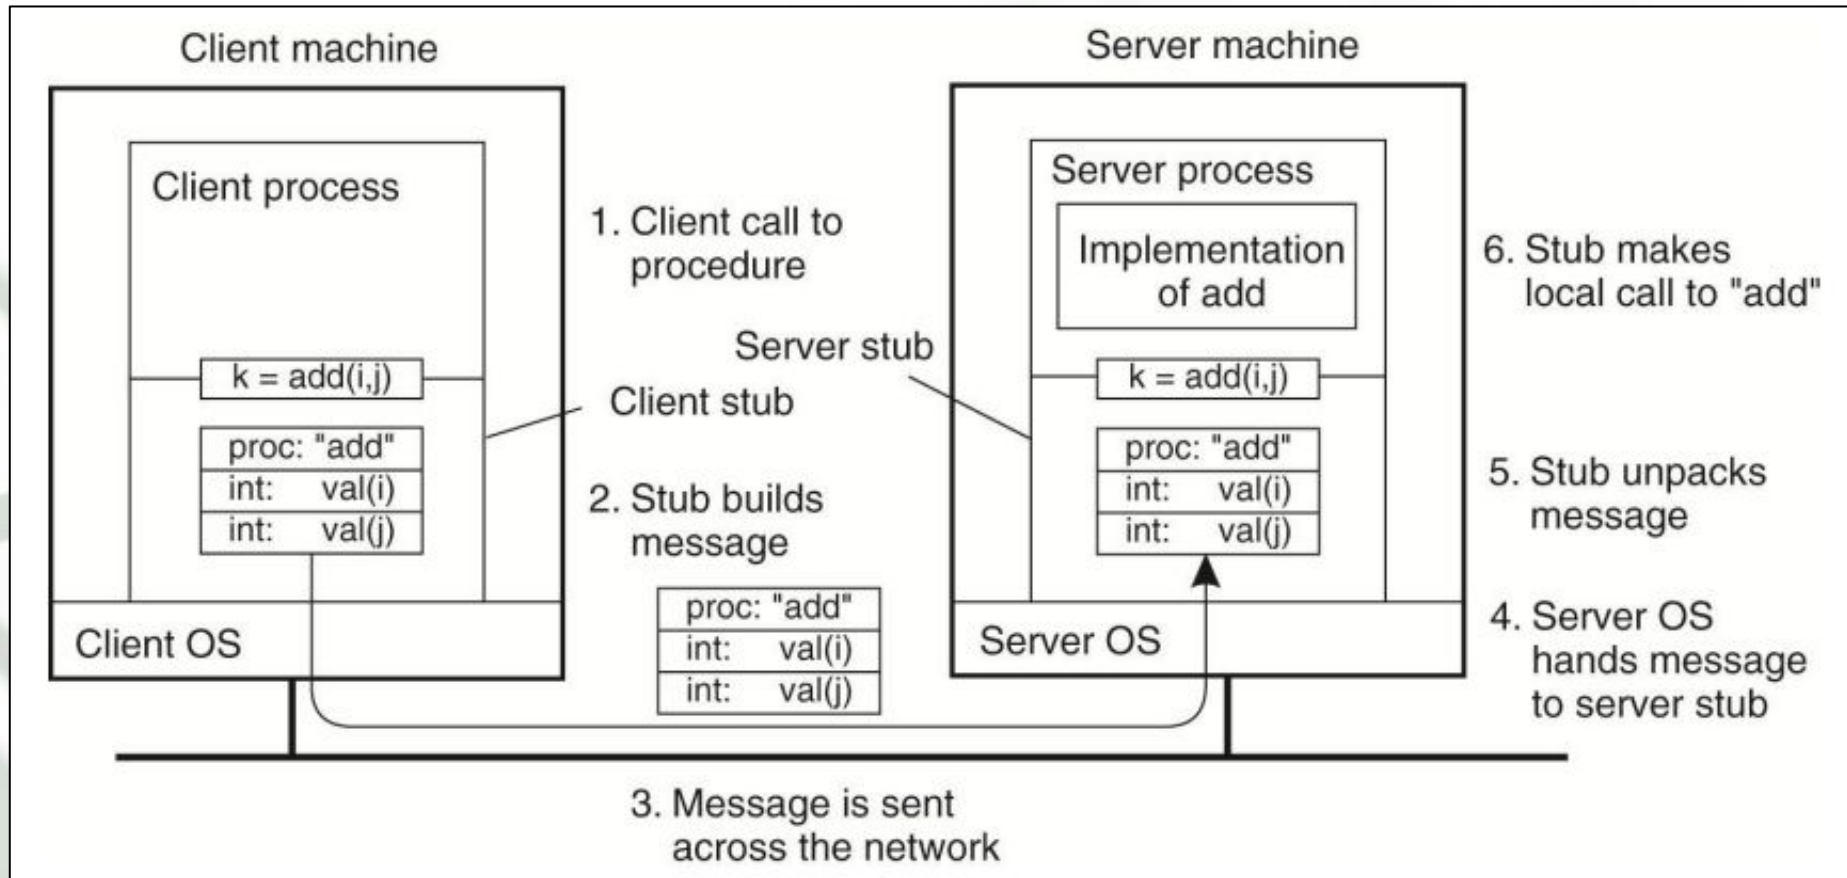 Client machine
Client process
k = add(i,j)
proc: "add"
int: val(i)
int: val(j)
Client OS
1. Client call to
procedure
Server stub
Client stub
2. Stub builds
message
proc: "add"
int: val(i)
int: val(j)
3. Message is sent
across the network
Server machine
Server process
Implementation
of add
k = add(i,j)
proc: "add"
int: val(i)
int: val(j)
Server OS
6. Stub makes
local call to "add"
5. Stub unpacks
message
4. Server OS
hands message
to server stub